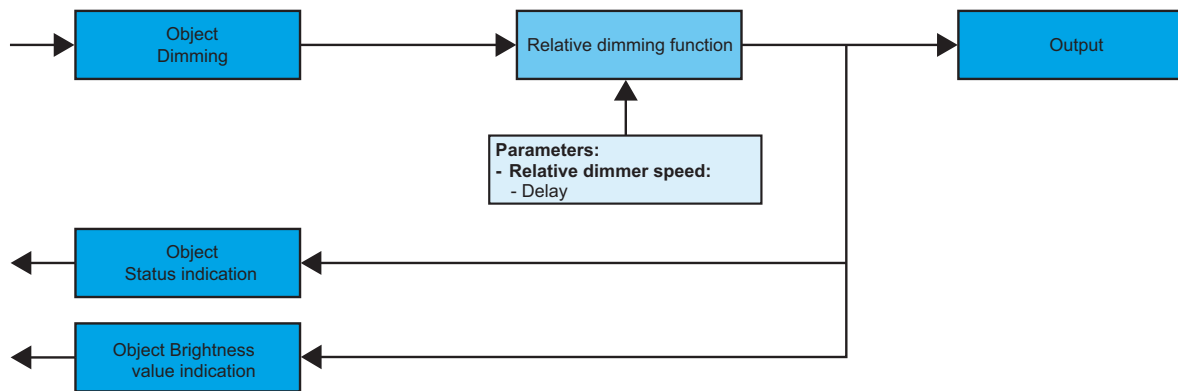 Object
Dimming
Relative dimming function
Output
Parameters:
- Relative dimmer speed:
- Delay
Object
Status indication
Object Brightness
value indication